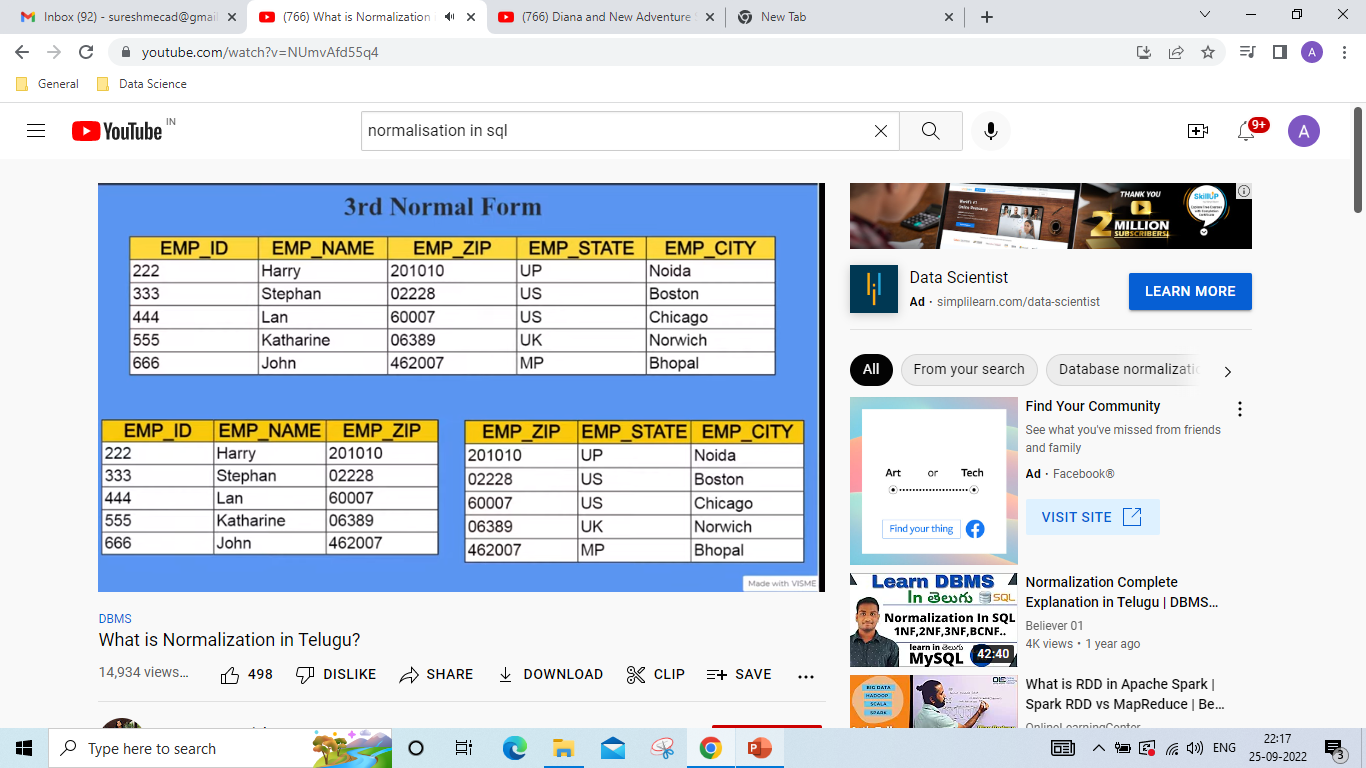 Inbox (92) - sureshmecad@gmai
(766) What is Normalization
(766) Diana and New Adventure
New Tab
youtube.com/watch?v=NUmvAfd55q4
General
Data Science
YouTube IN
normalisation in sql
9+
A
3rd Normal Form
EMP_ID EMP_NAME EMP_ZIP EMP_STATE EMP_CITY
222 Harry 201010 UP Noida
333 Stephan 02228 US Boston
444 Lan 60007 US Chicago
555 Katharine 06389 UK Norwich
666 John 462007 MP Bhopal
EMP_ID EMP_NAME EMP_ZIP
222 Harry 201010
333 Stephan 02228
444 Lan 60007
555 Katharine 06389
666 John 462007
EMP_ZIP EMP_STATE EMP_CITY
201010 UP Noida
02228 US Boston
60007 US Chicago
06389 UK Norwich
462007 MP Bhopal
Made with VISME
DBMS
What is Normalization in Telugu?
14,934 views...
498 DISLIKE SHARE DOWNLOAD CLIP SAVE
THANK YOU
2 MILLION
SUBSCRIBERS!
SkillUP
Data Scientist
Ad · simplilearn.com/data-scientist
LEARN MORE
All
From your search
Database normalizatio
Art or Tech
Find your thing
Find Your Community
See what you've missed from friends
and family
Ad · Facebook®
VISIT SITE
Learn DBMS
In తెలుగు SQL
Normalization In SQL
1NF,2NF,3NF,BCNF..
learn in తెలుగు
MySQL
42:40
Normalization Complete
Explanation in Telugu | DBMS...
Believer 01
4K views • 1 year ago
BIG DATA
HADOOP
SCALA
SPARK
What is RDD in Apache Spark |
Spark RDD vs MapReduce | Be...
OnlineLearningCenter
Type here to search
ENG
22:17
25-09-2022
3